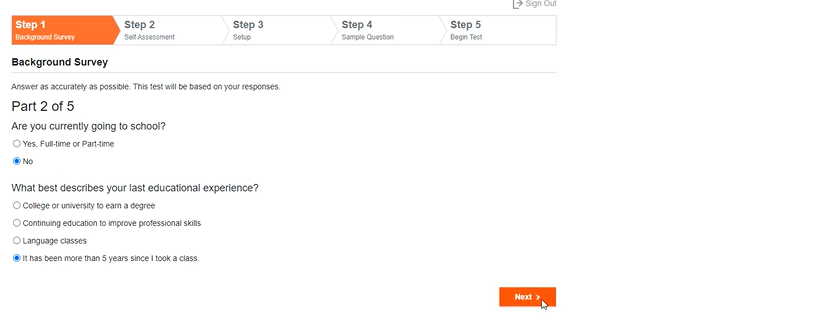 Sign Out
Step 1
Background Survey
Step 2
Self Assessment
Step 3
Setup
Step 4
Sample Question
Step 5
Begin Test
Background Survey
Answer as accurately as possible. This test will be based on your responses.
Part 2 of 5
Are you currently going to school?
Yes, Full-time or Part-time
No
What best describes your last educational experience?
College or university to earn a degree
Continuing education to improve professional skills
Language classes
It has been more than 5 years since I took a class.
Next